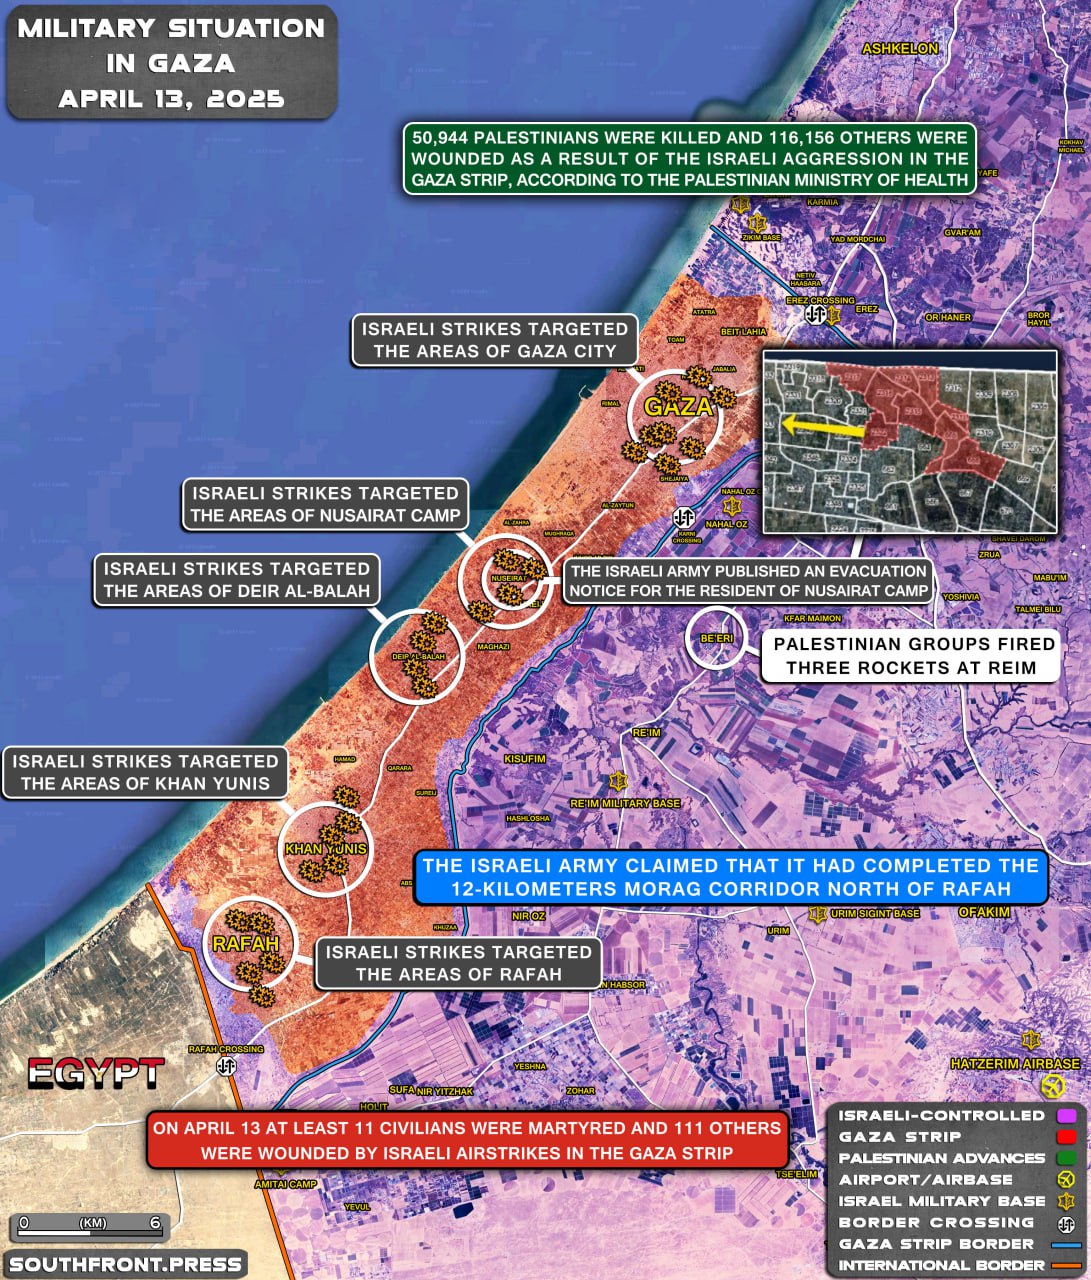 MILITARY SITUATION
IN GAZA
APRIL 13, 2025
ASHKELON
KOKHAV
MICHAEL
50,944 PALESTINIANS WERE KILLED AND 116,156 OTHERS WERE
WOUNDED AS A RESULT OF THE ISRAELI AGGRESSION IN THE
GAZA STRIP, ACCORDING TO THE PALESTINIAN MINISTRY OF HEALTH
YAFE
KARMIA
ZIKIM BASE
YAD MORDCHAI
GVAR'AM
NETIV
HAASARA
EREZ CROSSING
EREZ
OR HANER
BROR
HAYIL
ATATRA
BEIT LAHIA
TOAM
ISRAELI STRIKES TARGETED
THE AREAS OF GAZA CITY
JABALIA
RIMAL
GAZA
SHEJAIYA
ISRAELI STRIKES TARGETED
THE AREAS OF NUSAIRAT CAMP
NAHAL OZ
AL-ZAYTUN
AL-ZAHRA
NAHAL OZ
MUGHRAGA
KARNI
CROSSING
SHAVEI DAROM
ZRUA
ISRAELI STRIKES TARGETED
THE AREAS OF DEIR AL-BALAH
NUSEIRAT
THE ISRAELI ARMY PUBLISHED AN EVACUATION
NOTICE FOR THE RESIDENT OF NUSAIRAT CAMP
MABU'IM
YOSHIVIA
TALMEI BILU
KFAR MAIMON
BE'ERI
PALESTINIAN GROUPS FIRED
THREE ROCKETS AT REIM
MAGHAZI
DEIR AL-BALAH
RE'IM
ISRAELI STRIKES TARGETED
THE AREAS OF KHAN YUNIS
HAMAD
QARARA
KISUFIM
SUREIJ
RE'IM MILITARY BASE
HASHLOSHA
KHAN YUNIS
THE ISRAELI ARMY CLAIMED THAT IT HAD COMPLETED THE
12-KILOMETERS MORAG CORRIDOR NORTH OF RAFAH
ABS
NIR OZ
URIM SIGINT BASE
OFAKIM
KHUZAA
URIM
RAFAH
ISRAELI STRIKES TARGETED
THE AREAS OF RAFAH
N HABSOR
RAFAH CROSSING
EGYPT
YESHNA
HATZERIM AIRBASE
SUFA
NIR YITZHAK
ZOHAR
HOLIT
ON APRIL 13 AT LEAST 11 CIVILIANS WERE MARTYRED AND 111 OTHERS
WERE WOUNDED BY ISRAELI AIRSTRIKES IN THE GAZA STRIP
TSE'ELIM
AMITAI CAMP
YEVUL
ISRAELI-CONTROLLED
GAZA STRIP
PALESTINIAN ADVANCES
AIRPORT/AIRBASE
ISRAEL MILITARY BASE
BORDER CROSSING
GAZA STRIP BORDER
INTERNATIONAL BORDER
0 (KM) 6
SOUTHFRONT.PRESS